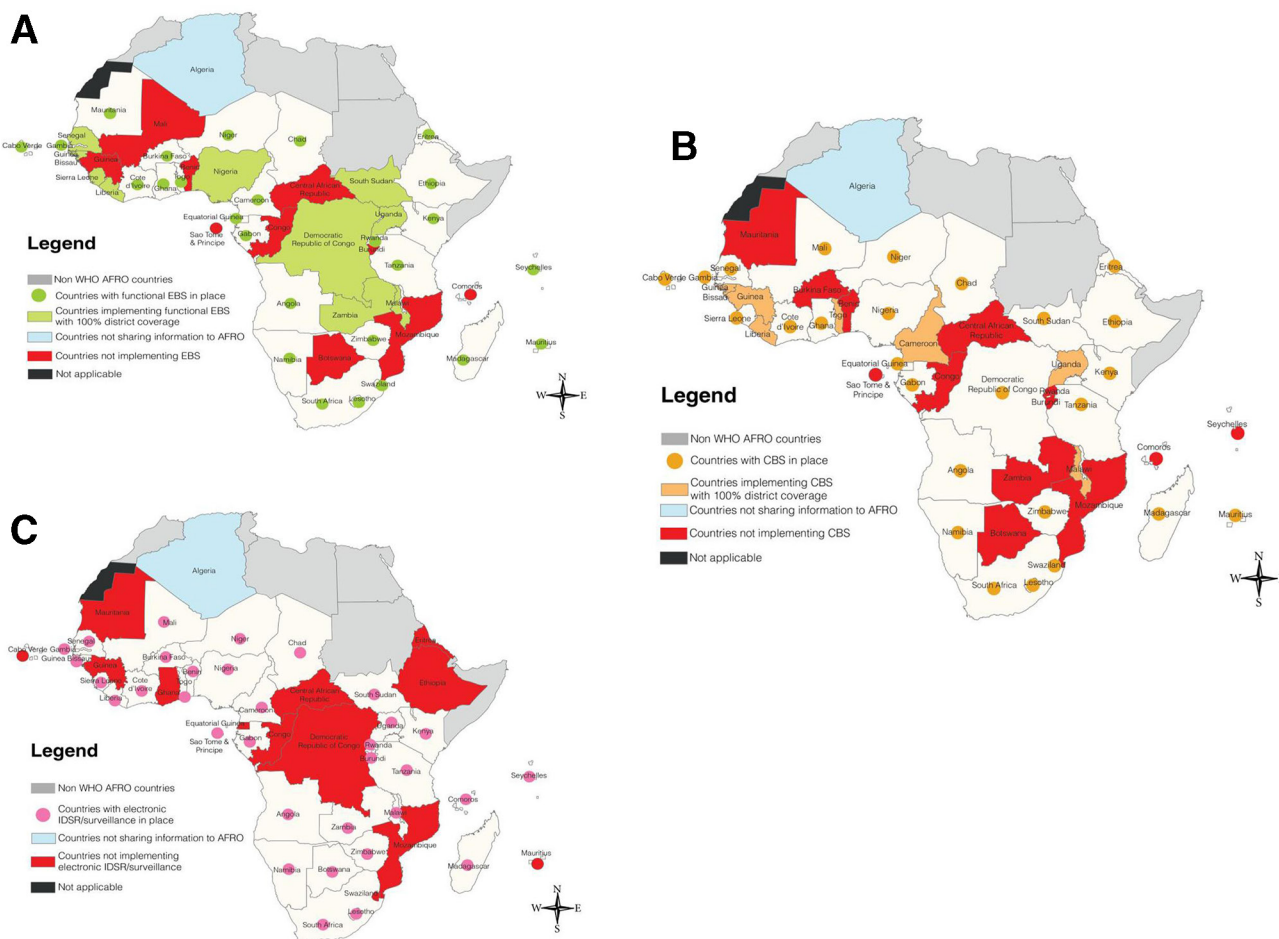 A
Algeria
Mauritania
Mali
Niger
Chad
Eritrea
Senegal
Cabo Verde
Gambia
Guinea
Bissau
Guinea
Burkina Faso
Benin
Togo
Sierra Leone
Liberia
Cote
d'Ivoire
Ghana
Nigeria
Cameroon
Central African
Republic
South Sudan
Ethiopia
Equatorial Guinea
Sao Tome
& Principe
Gabon
Congo
Democratic
Republic of Congo
Uganda
Kenya
Rwanda
Burundi
Tanzania
Seychelles
Comoros
Angola
Zambia
Malawi
Mozambique
Zimbabwe
Namibia
Botswana
Madagascar
Mauritius
Swaziland
South Africa
Lesotho
Legend
Non WHO AFRO countries
Countries with functional EBS in place
Countries implementing functional EBS
with 100% district coverage
Countries not sharing information to AFRO
Countries not implementing EBS
Not applicable
N
W
E
S
B
Algeria
Mauritania
Mali
Niger
Chad
Eritrea
Senegal
Cabo Verde
Gambia
Guinea
Bissau
Guinea
Burkina Faso
Benin
Togo
Sierra Leone
Liberia
Cote
d'Ivoire
Ghana
Nigeria
Cameroon
Central African
Republic
South Sudan
Ethiopia
Equatorial Guinea
Sao Tome &
Principe
Gabon
Congo
Democratic
Republic of Congo
Uganda
Kenya
Rwanda
Burundi
Tanzania
Seychelles
Comoros
Angola
Zambia
Malawi
Mozambique
Zimbabwe
Namibia
Botswana
Madagascar
Mauritius
Swaziland
South Africa
Lesotho
Legend
Non WHO AFRO countries
Countries with CBS in place
Countries implementing CBS
with 100% district coverage
Countries not sharing information to AFRO
Countries not implementing CBS
Not applicable
N
W
E
S
C
Algeria
Mauritania
Mali
Niger
Chad
Eritrea
Senegal
Cabo Verde
Gambia
Guinea Bissau
Guinea
Burkina Faso
Benin
Togo
Sierra Leone
Liberia
Cote
d'Ivoire
Ghana
Nigeria
Cameroon
Central African
Republic
South Sudan
Ethiopia
Equatorial Guinea
Sao Tome &
Principe
Gabon
Congo
Democratic
Republic of Congo
Uganda
Kenya
Rwanda
Burundi
Tanzania
Seychelles
Comoros
Angola
Zambia
Malawi
Mozambique
Zimbabwe
Namibia
Botswana
Madagascar
Mauritius
Swaziland
South Africa
Lesotho
Legend
Non WHO AFRO countries
Countries with electronic
IDSR/surveillance in place
Countries not sharing information to AFRO
Countries not implementing
electronic IDSR/surveillance
Not applicable
N
W
E
S